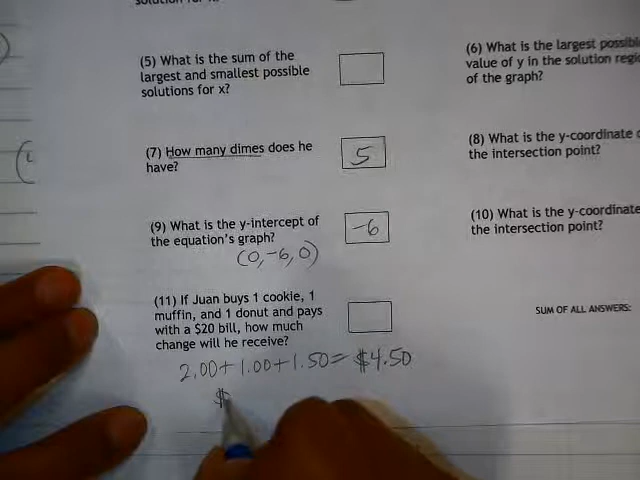 (5) What is the sum of the
largest and smallest possible
solutions for x?
(6) What is the largest possible
value of y in the solution
of the graph?
(7) How many dimes does he
have?
5
(8) What is the y-coordinate
the intersection point?
(9) What is the y-intercept of
the equation's graph?
-6
(0,-6,0)
(10) What is the y-coordinate
the intersection point?
(11) If Juan buys 1 cookie, 1
muffin, and 1 donut and pays
with a $20 bill, how much
change will he receive?
SUM OF ALL ANSWERS:
2.00+1.00+1.50=$4.50
$